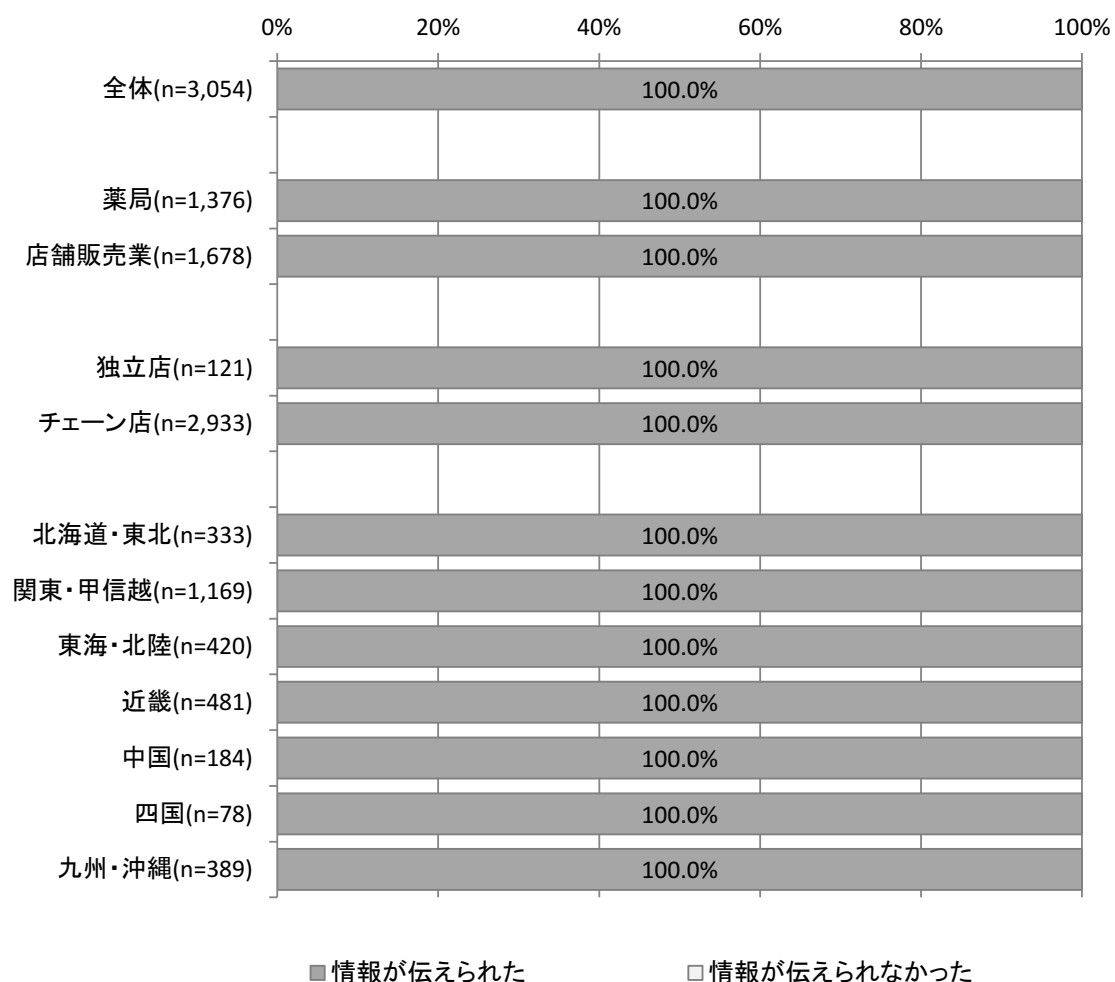 0% 20% 40% 60% 80% 100%
全体(n=3,054) 100.0%
薬局(n=1,376) 100.0%
店舗販売業(n=1,678) 100.0%
独立店(n=121) 100.0%
チェーン店(n=2,933) 100.0%
北海道・東北(n=333) 100.0%
関東・甲信越(n=1,169) 100.0%
東海・北陸(n=420) 100.0%
近畿(n=481) 100.0%
中国(n=184) 100.0%
四国(n=78) 100.0%
九州・沖縄(n=389) 100.0%
情報が伝えられた 情報が伝えられなかった